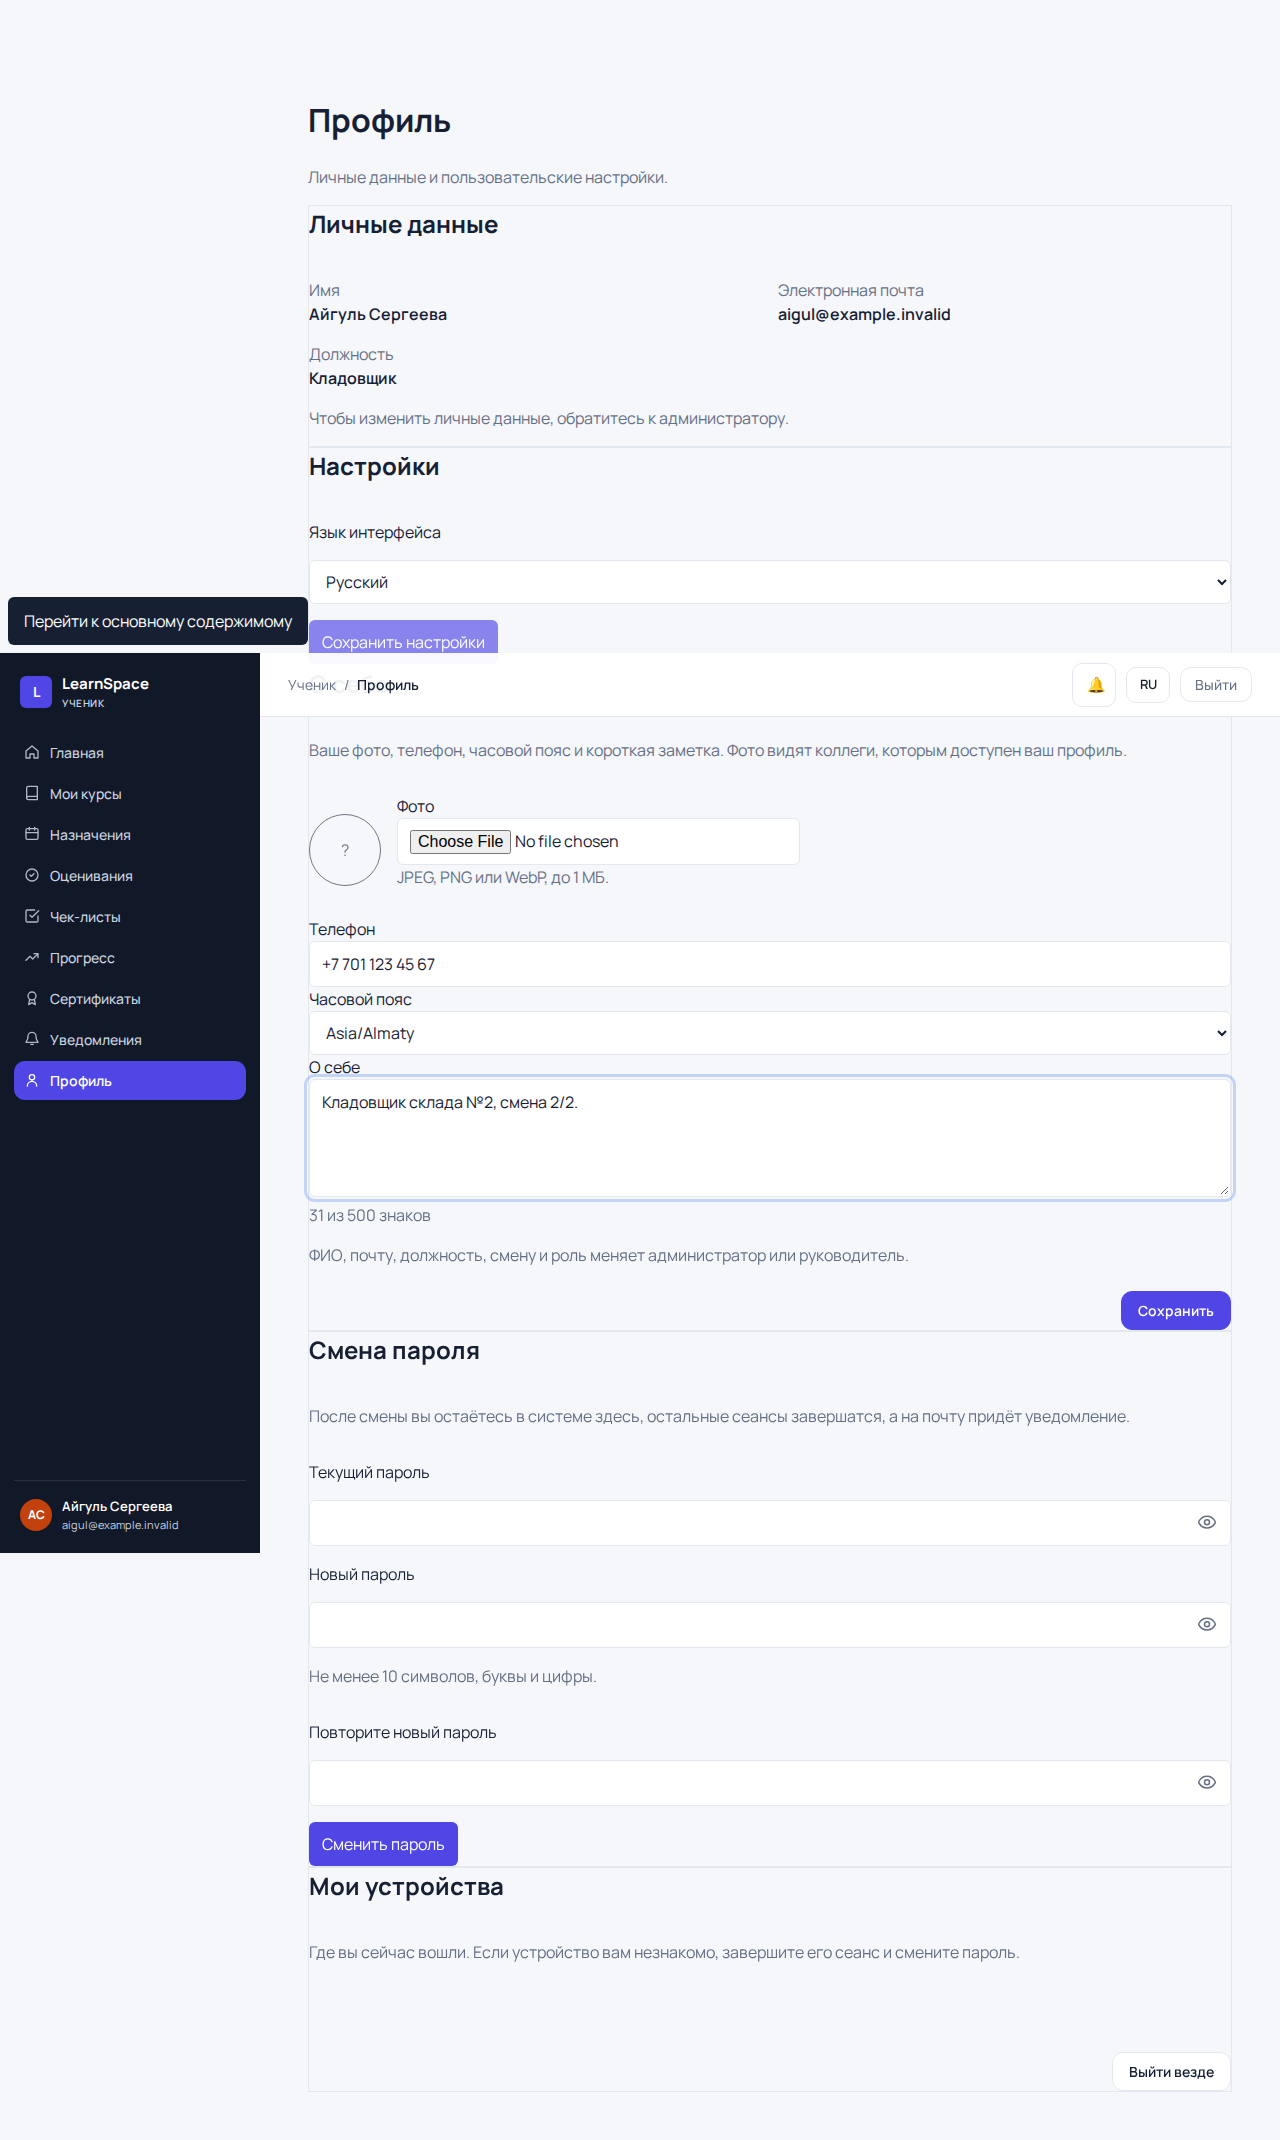 Профиль
Личные данные и пользовательские настройки.
Личные данные
Имя
Айгуль Сергеева
Электронная почта
aigul@example.invalid
Должность
Кладовщик
Чтобы изменить личные данные, обратитесь к администратору.
Настройки
Язык интерфейса
Русский
Сохранить настройки
Перейти к основному содержимому
L
LearnSpace
УЧЕНИК
Главная
Мои курсы
Назначения
Оценивания
Чек-листы
Прогресс
Сертификаты
Уведомления
Профиль
АС
Айгуль Сергеева
aigul@example.invalid
Ученик / Профиль
RU
Выйти
Ваше фото, телефон, часовой пояс и короткая заметка. Фото видят коллеги, которым доступен ваш профиль.
?
Фото
Choose File No file chosen
JPEG, PNG или WebP, до 1 МБ.
Телефон
+7 701 123 45 67
Часовой пояс
Asia/Almaty
О себе
Кладовщик склада №2, смена 2/2.
31 из 500 знаков
ФИО, почту, должность, смену и роль меняет администратор или руководитель.
Сохранить
Смена пароля
После смены вы остаётесь в системе здесь, остальные сеансы завершатся, а на почту придёт уведомление.
Текущий пароль
Новый пароль
Не менее 10 символов, буквы и цифры.
Повторите новый пароль
Сменить пароль
Мои устройства
Где вы сейчас вошли. Если устройство вам незнакомо, завершите его сеанс и смените пароль.
Выйти везде